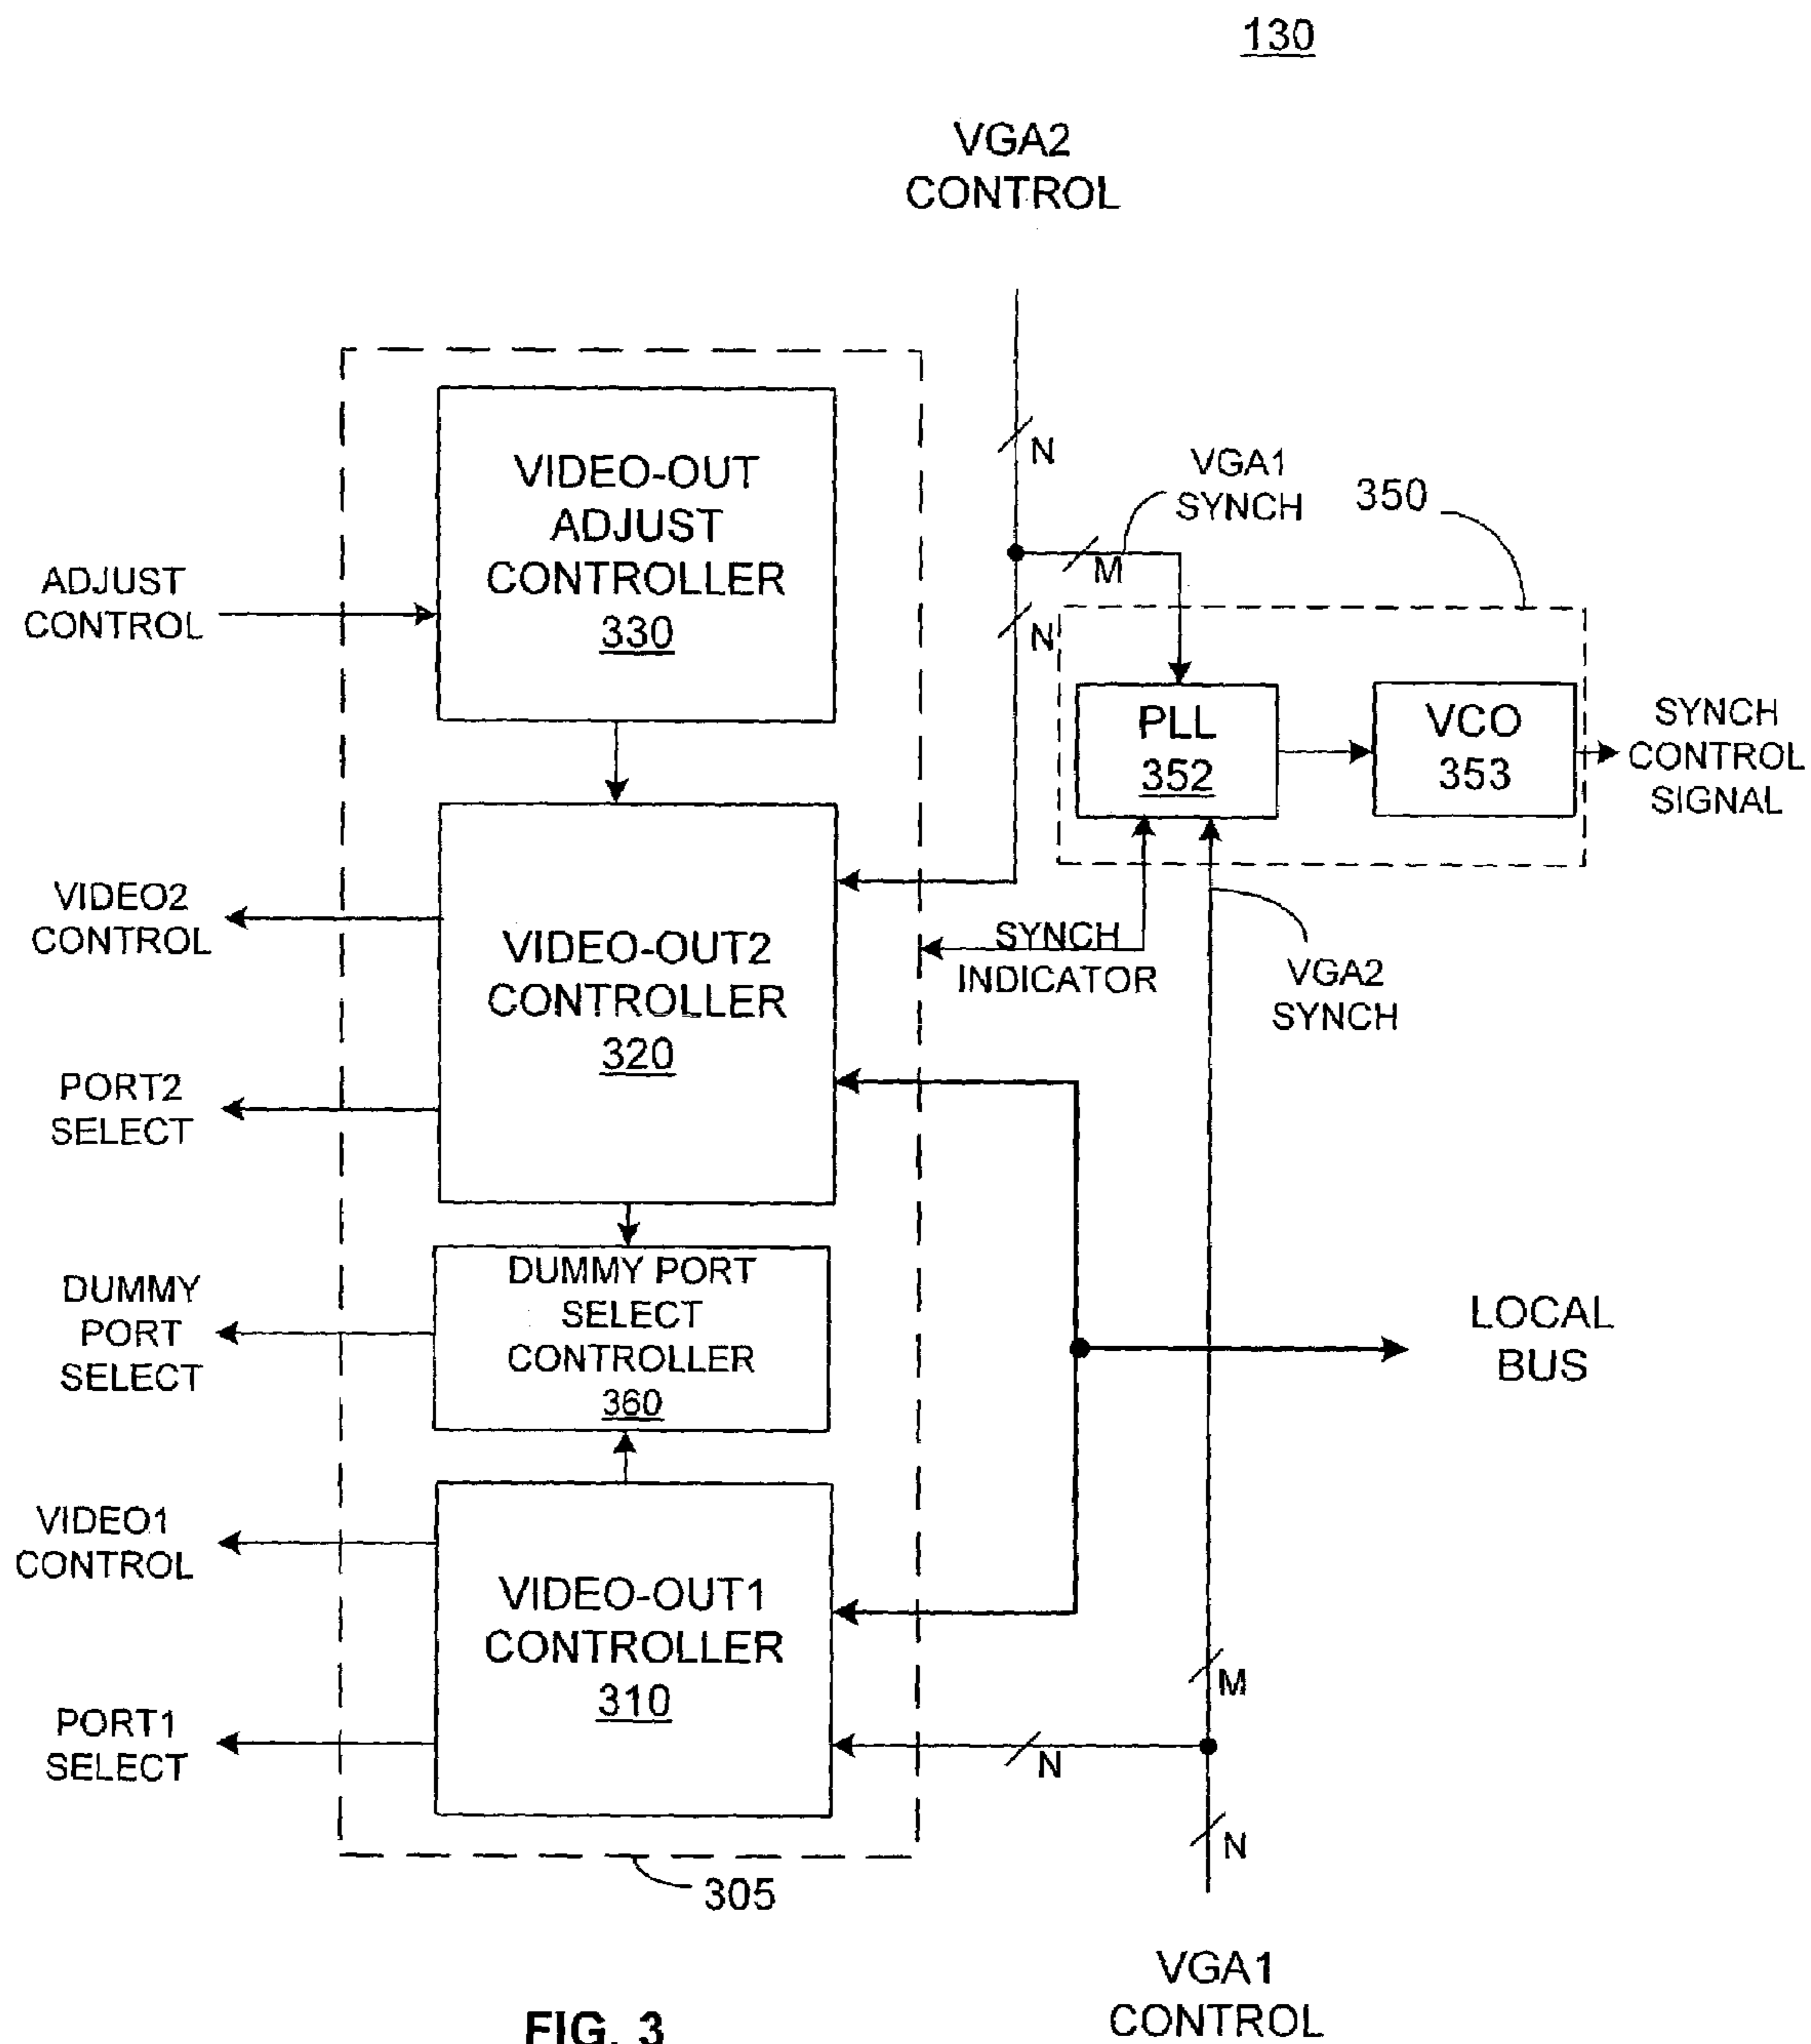 130
VGA2
CONTROL
N
VGA1
SYNCH
350
M
N
VIDEO-OUT
ADJUST
CONTROLLER
330
ADJUST
CONTROL
PLL
352
VCO
353
SYNCH
CONTROL
SIGNAL
VIDEO2
CONTROL
VIDEO-OUT2
CONTROLLER
320
SYNCH
INDICATOR
VGA2
SYNCH
PORT2
SELECT
DUMMY
PORT
SELECT
DUMMY PORT
SELECT
CONTROLLER
360
LOCAL
BUS
VIDEO1
CONTROL
VIDEO-OUT1
CONTROLLER
310
M
PORT1
SELECT
N
N
305
VGA1
CONTROL
FIG. 3